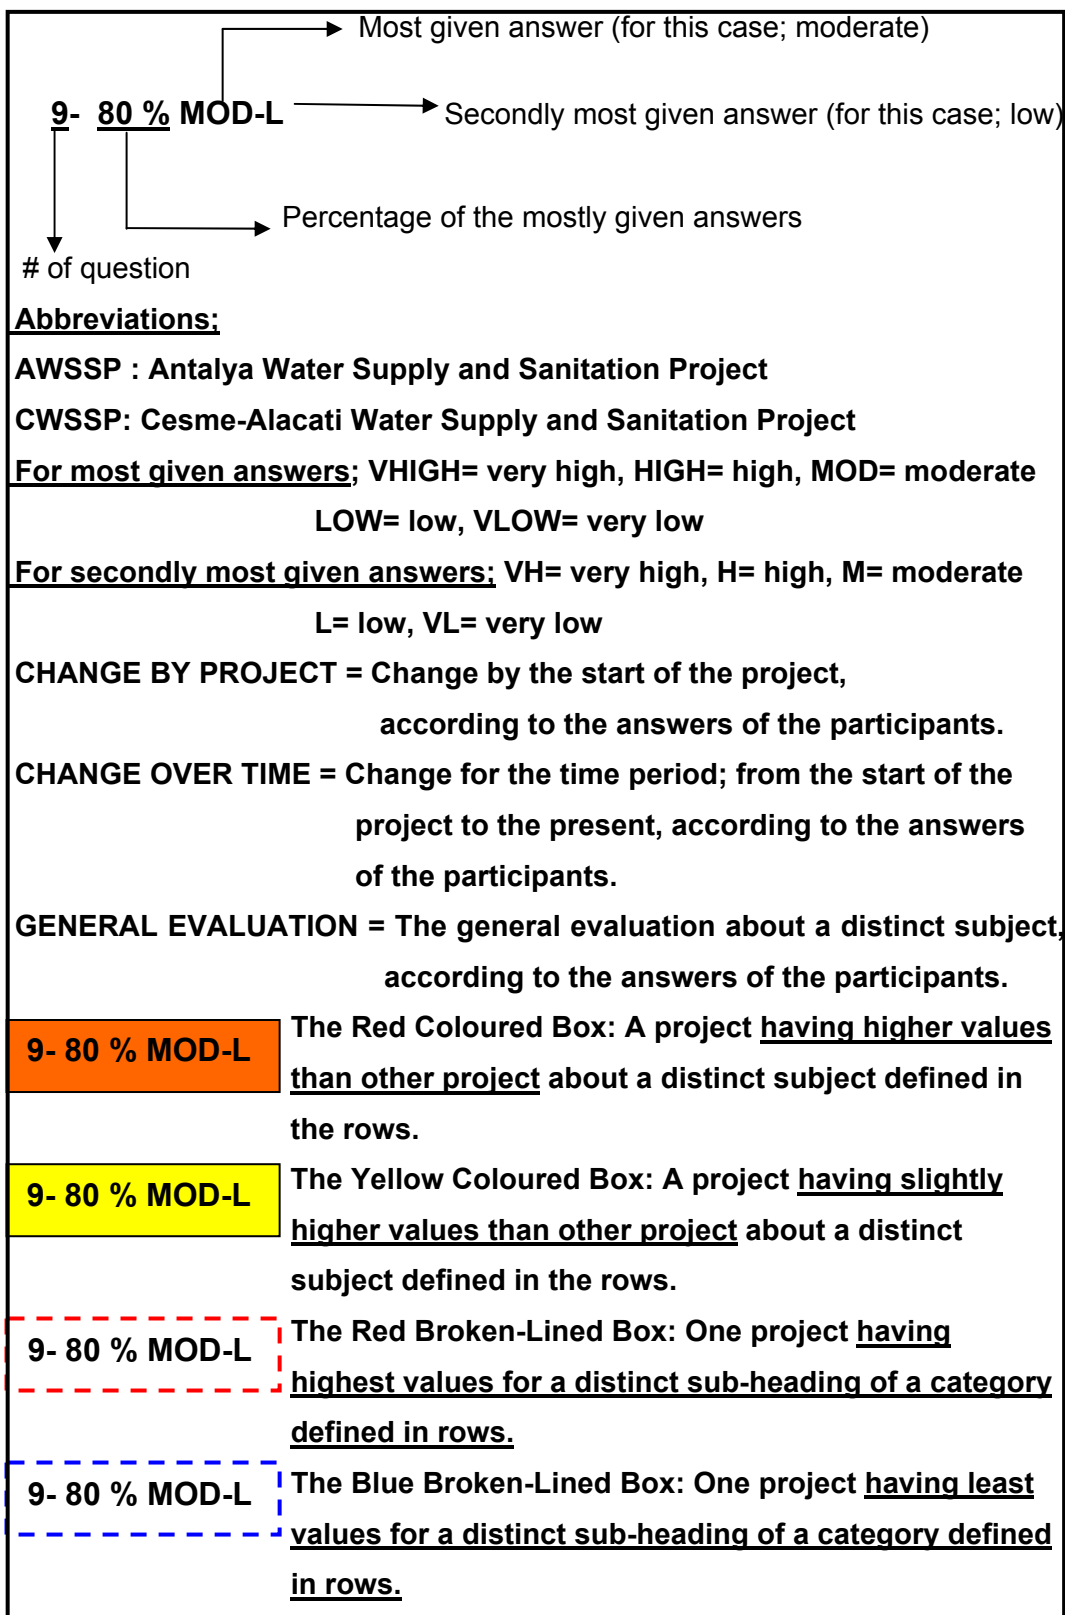 Most given answer (for this case; moderate)
9- 80 % MOD-L
Secondly most given answer (for this case; low)
Percentage of the mostly given answers
# of question
Abbreviations;
AWSSP : Antalya Water Supply and Sanitation Project
CWSSP: Cesme-Alacati Water Supply and Sanitation Project
For most given answers; VHIGH= very high, HIGH= high, MOD= moderate
LOW= low, VLOW= very low
For secondly most given answers; VH= very high, H= high, M= moderate
L= low, VL= very low
CHANGE BY PROJECT = Change by the start of the project,
according to the answers of the participants.
CHANGE OVER TIME = Change for the time period; from the start of the
project to the present, according to the answers
of the participants.
GENERAL EVALUATION = The general evaluation about a distinct subject,
according to the answers of the participants.
9- 80 % MOD-L
The Red Coloured Box: A project having higher values
than other project about a distinct subject defined in
the rows.
9- 80 % MOD-L
The Yellow Coloured Box: A project having slightly
higher values than other project about a distinct
subject defined in the rows.
9- 80 % MOD-L
The Red Broken-Lined Box: One project having
highest values for a distinct sub-heading of a category
defined in rows.
9- 80 % MOD-L
The Blue Broken-Lined Box: One project having least
values for a distinct sub-heading of a category defined
in rows.